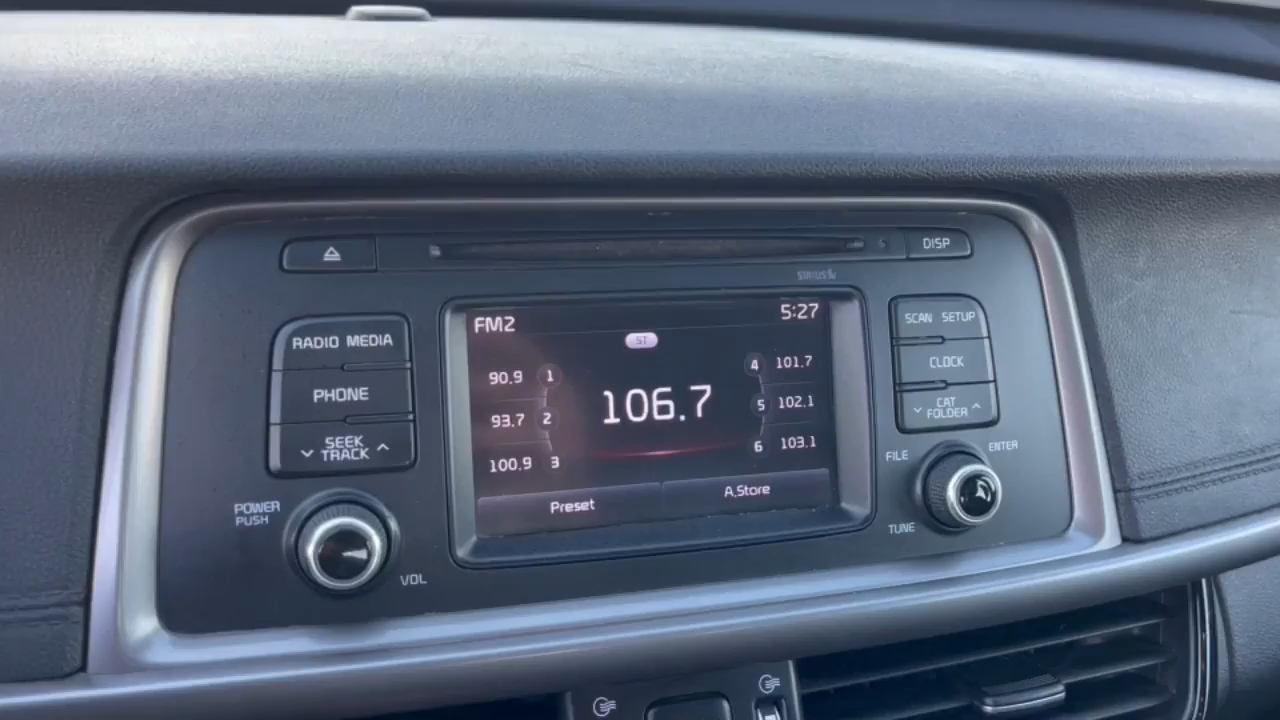 DISP
SIRIUS
RADIO MEDIA
PHONE
SEEK
TRACK
POWER
PUSH
VOL
FM2
ST
5:27
90.9 1
93.7 2
100.9 3
106.7
4 101.7
5 102.1
6 103.1
Preset
A.Store
SCAN SETUP
CLOCK
CAT
FOLDER
FILE
ENTER
TUNE